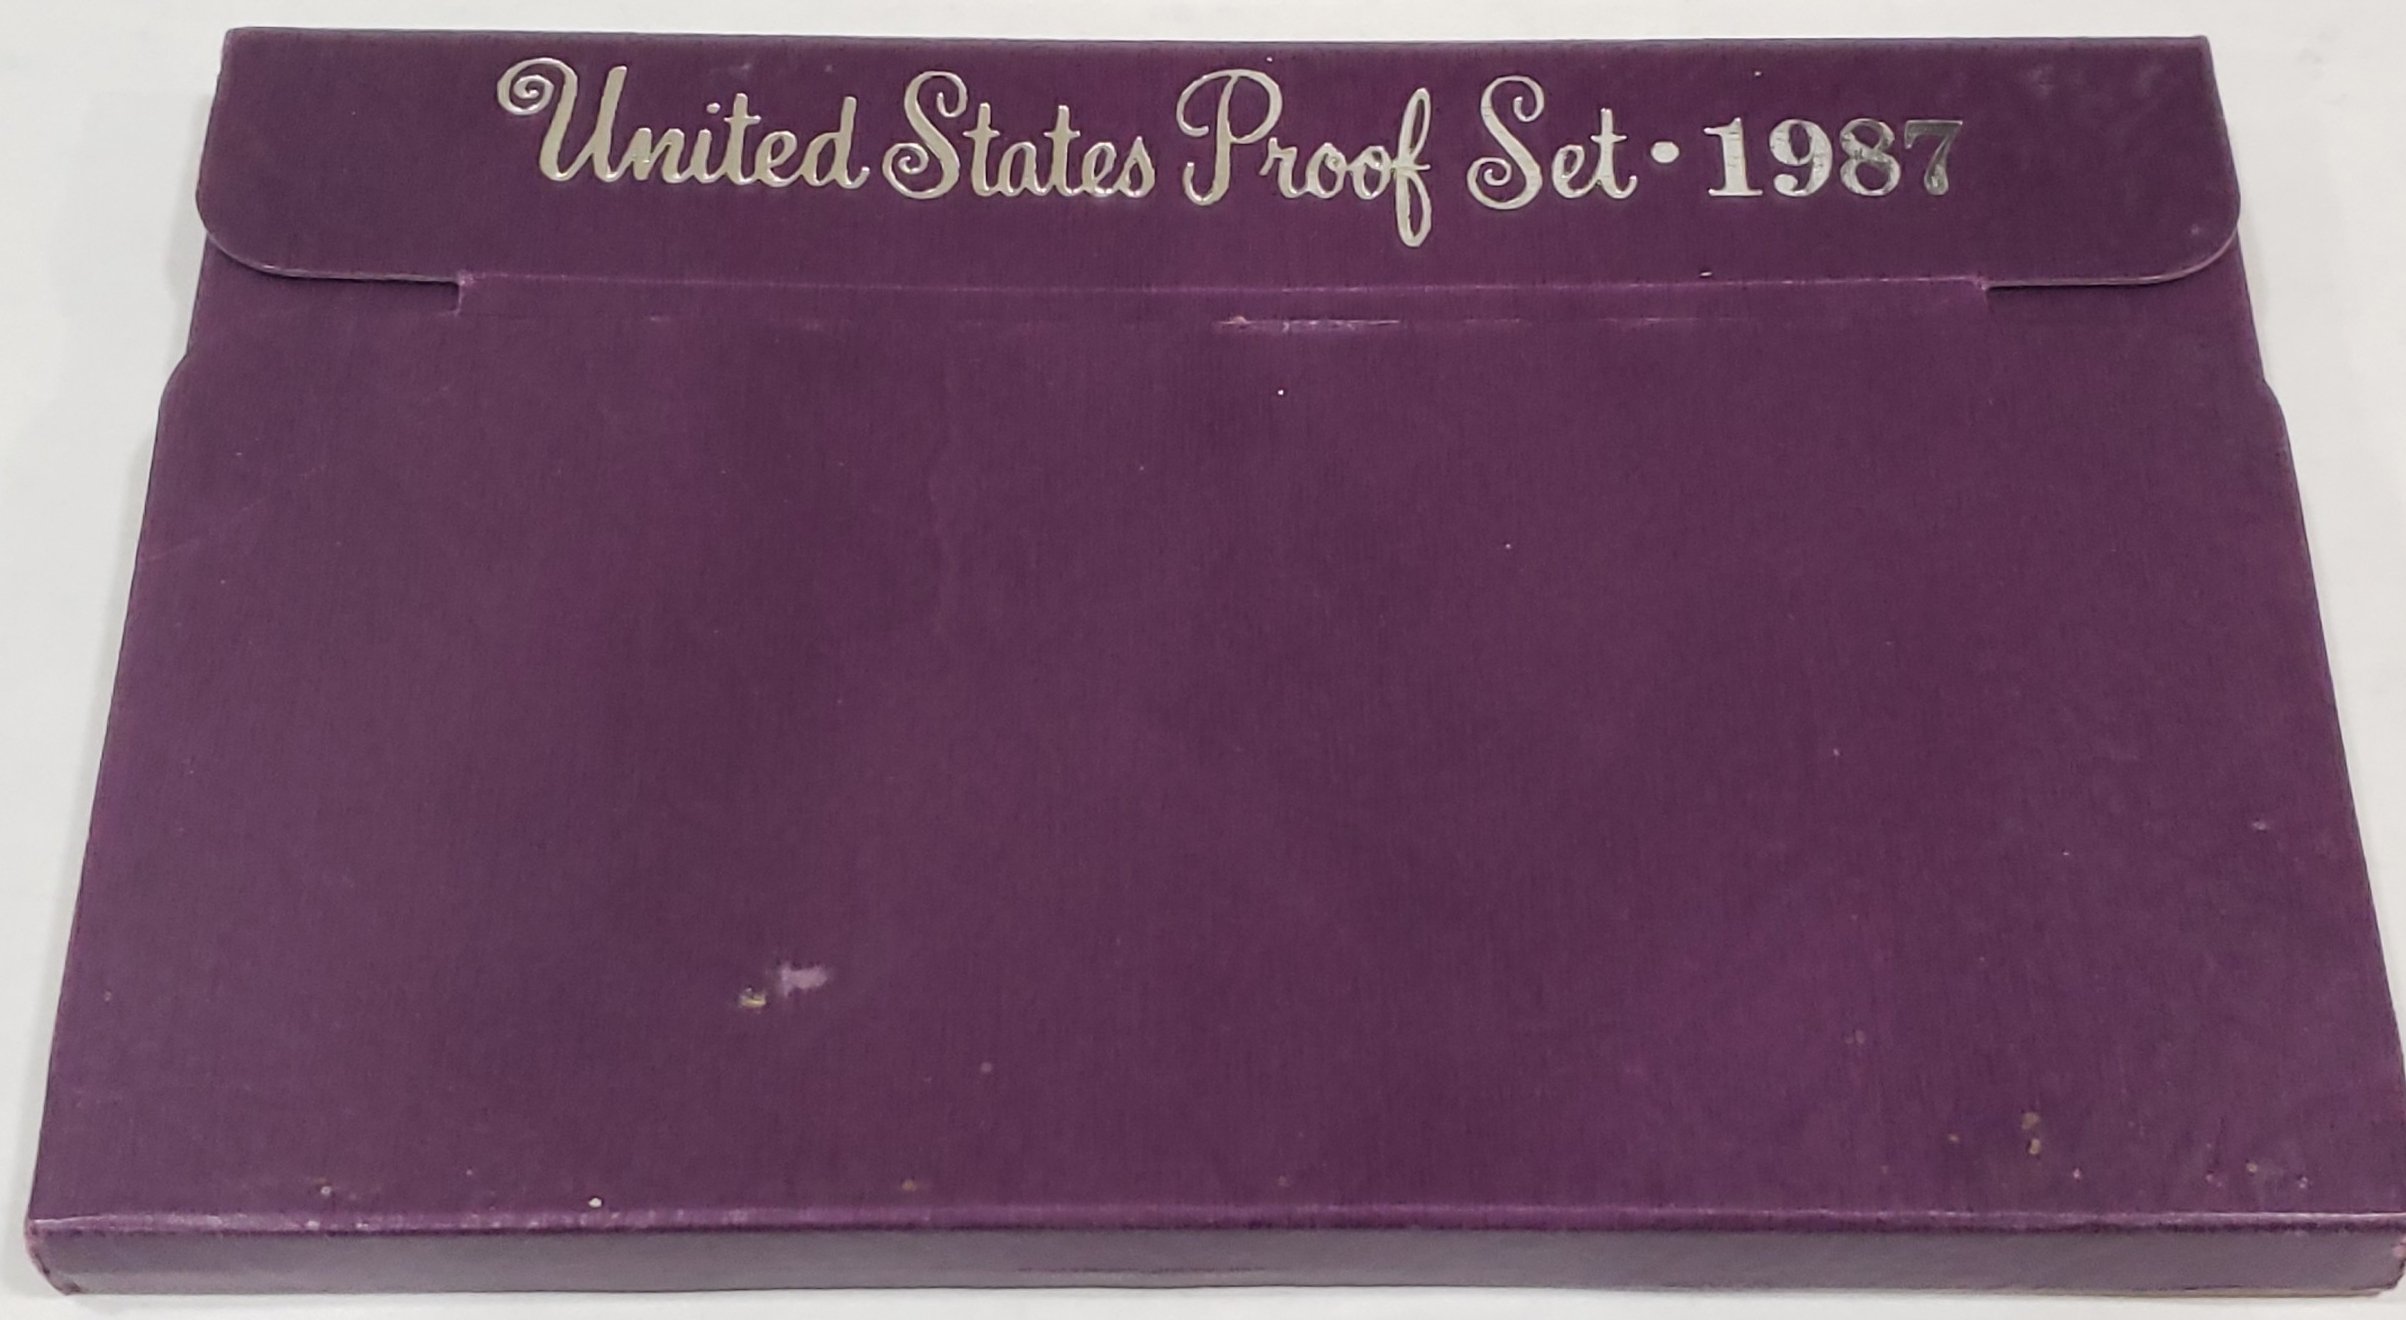 United States Proof Set • 1987